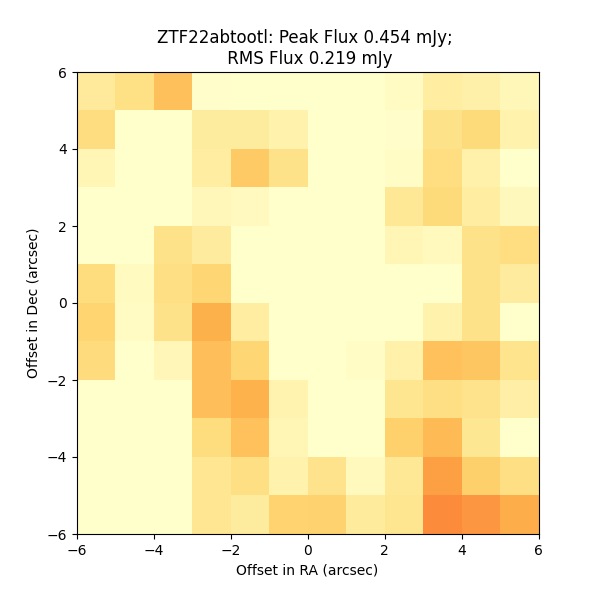 ZTF22abtootl: Peak Flux 0.454 mJy;
RMS Flux 0.219 mJy
6
4
2
0
−2
−4
−6
Offset in Dec (arcsec)
−6 −4 −2 0 2 4 6
Offset in RA (arcsec)